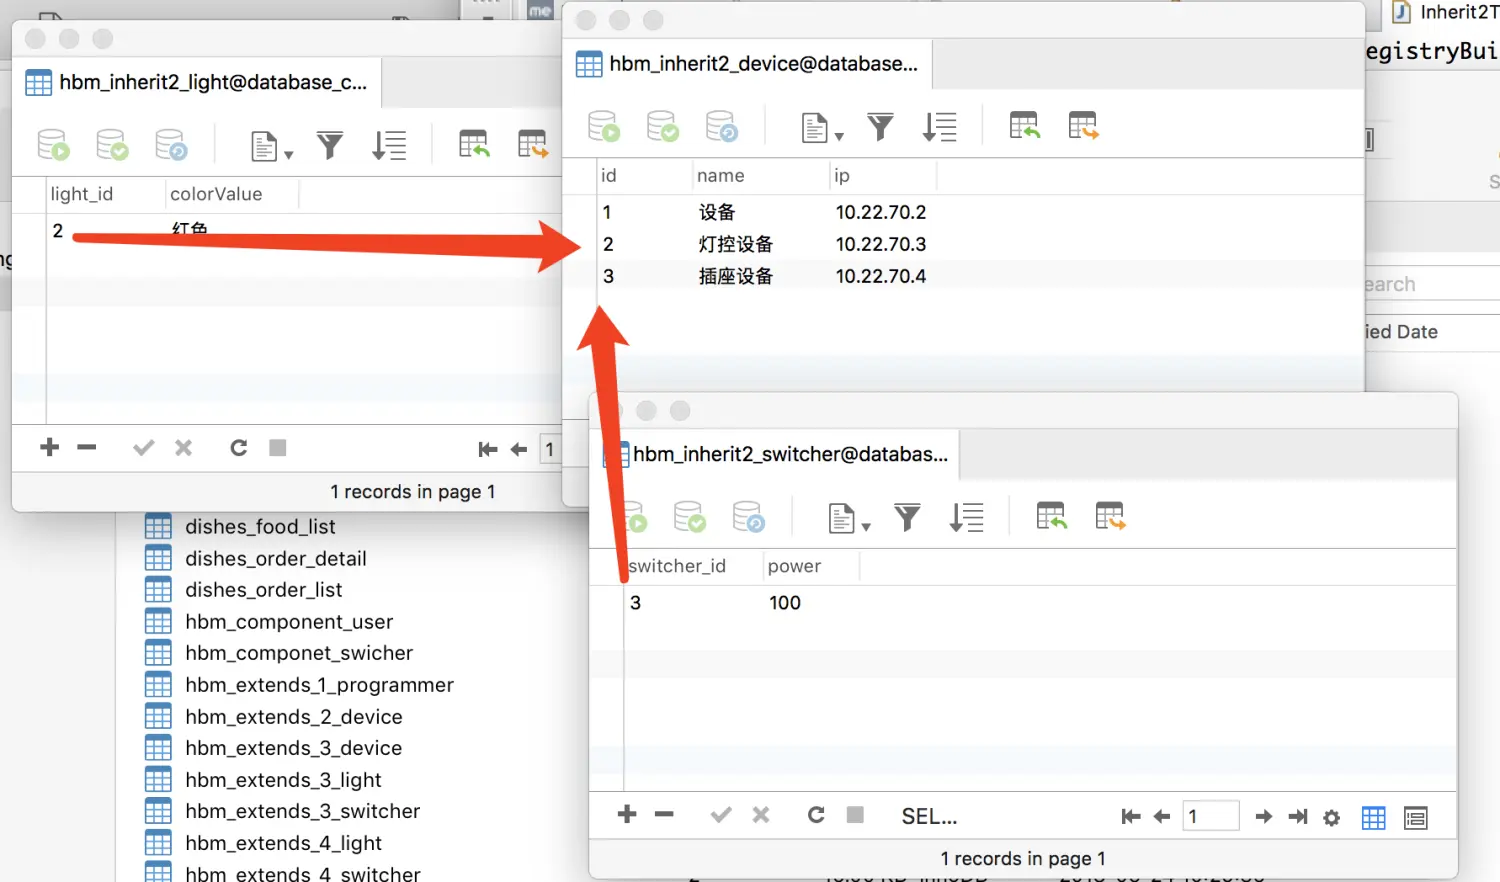 me
Inherit2T
egistryBui
hbm_inherit2_light@database_c...
light_id colorValue
2 红色
1
1 records in page 1
hbm_inherit2_device@database...
id name ip
1 设备 10.22.70.2
2 灯控设备 10.22.70.3
3 插座设备 10.22.70.4
S
earch
ied Date
ng
hbm_inherit2_switcher@databas...
switcher_id power
3 100
SEL...
1
1 records in page 1
dishes_food_list
dishes_order_detail
dishes_order_list
hbm_component_user
hbm_componet_swicher
hbm_extends_1_programmer
hbm_extends_2_device
hbm_extends_3_device
hbm_extends_3_light
hbm_extends_3_switcher
hbm_extends_4_light
hbm_extends_4_switcher